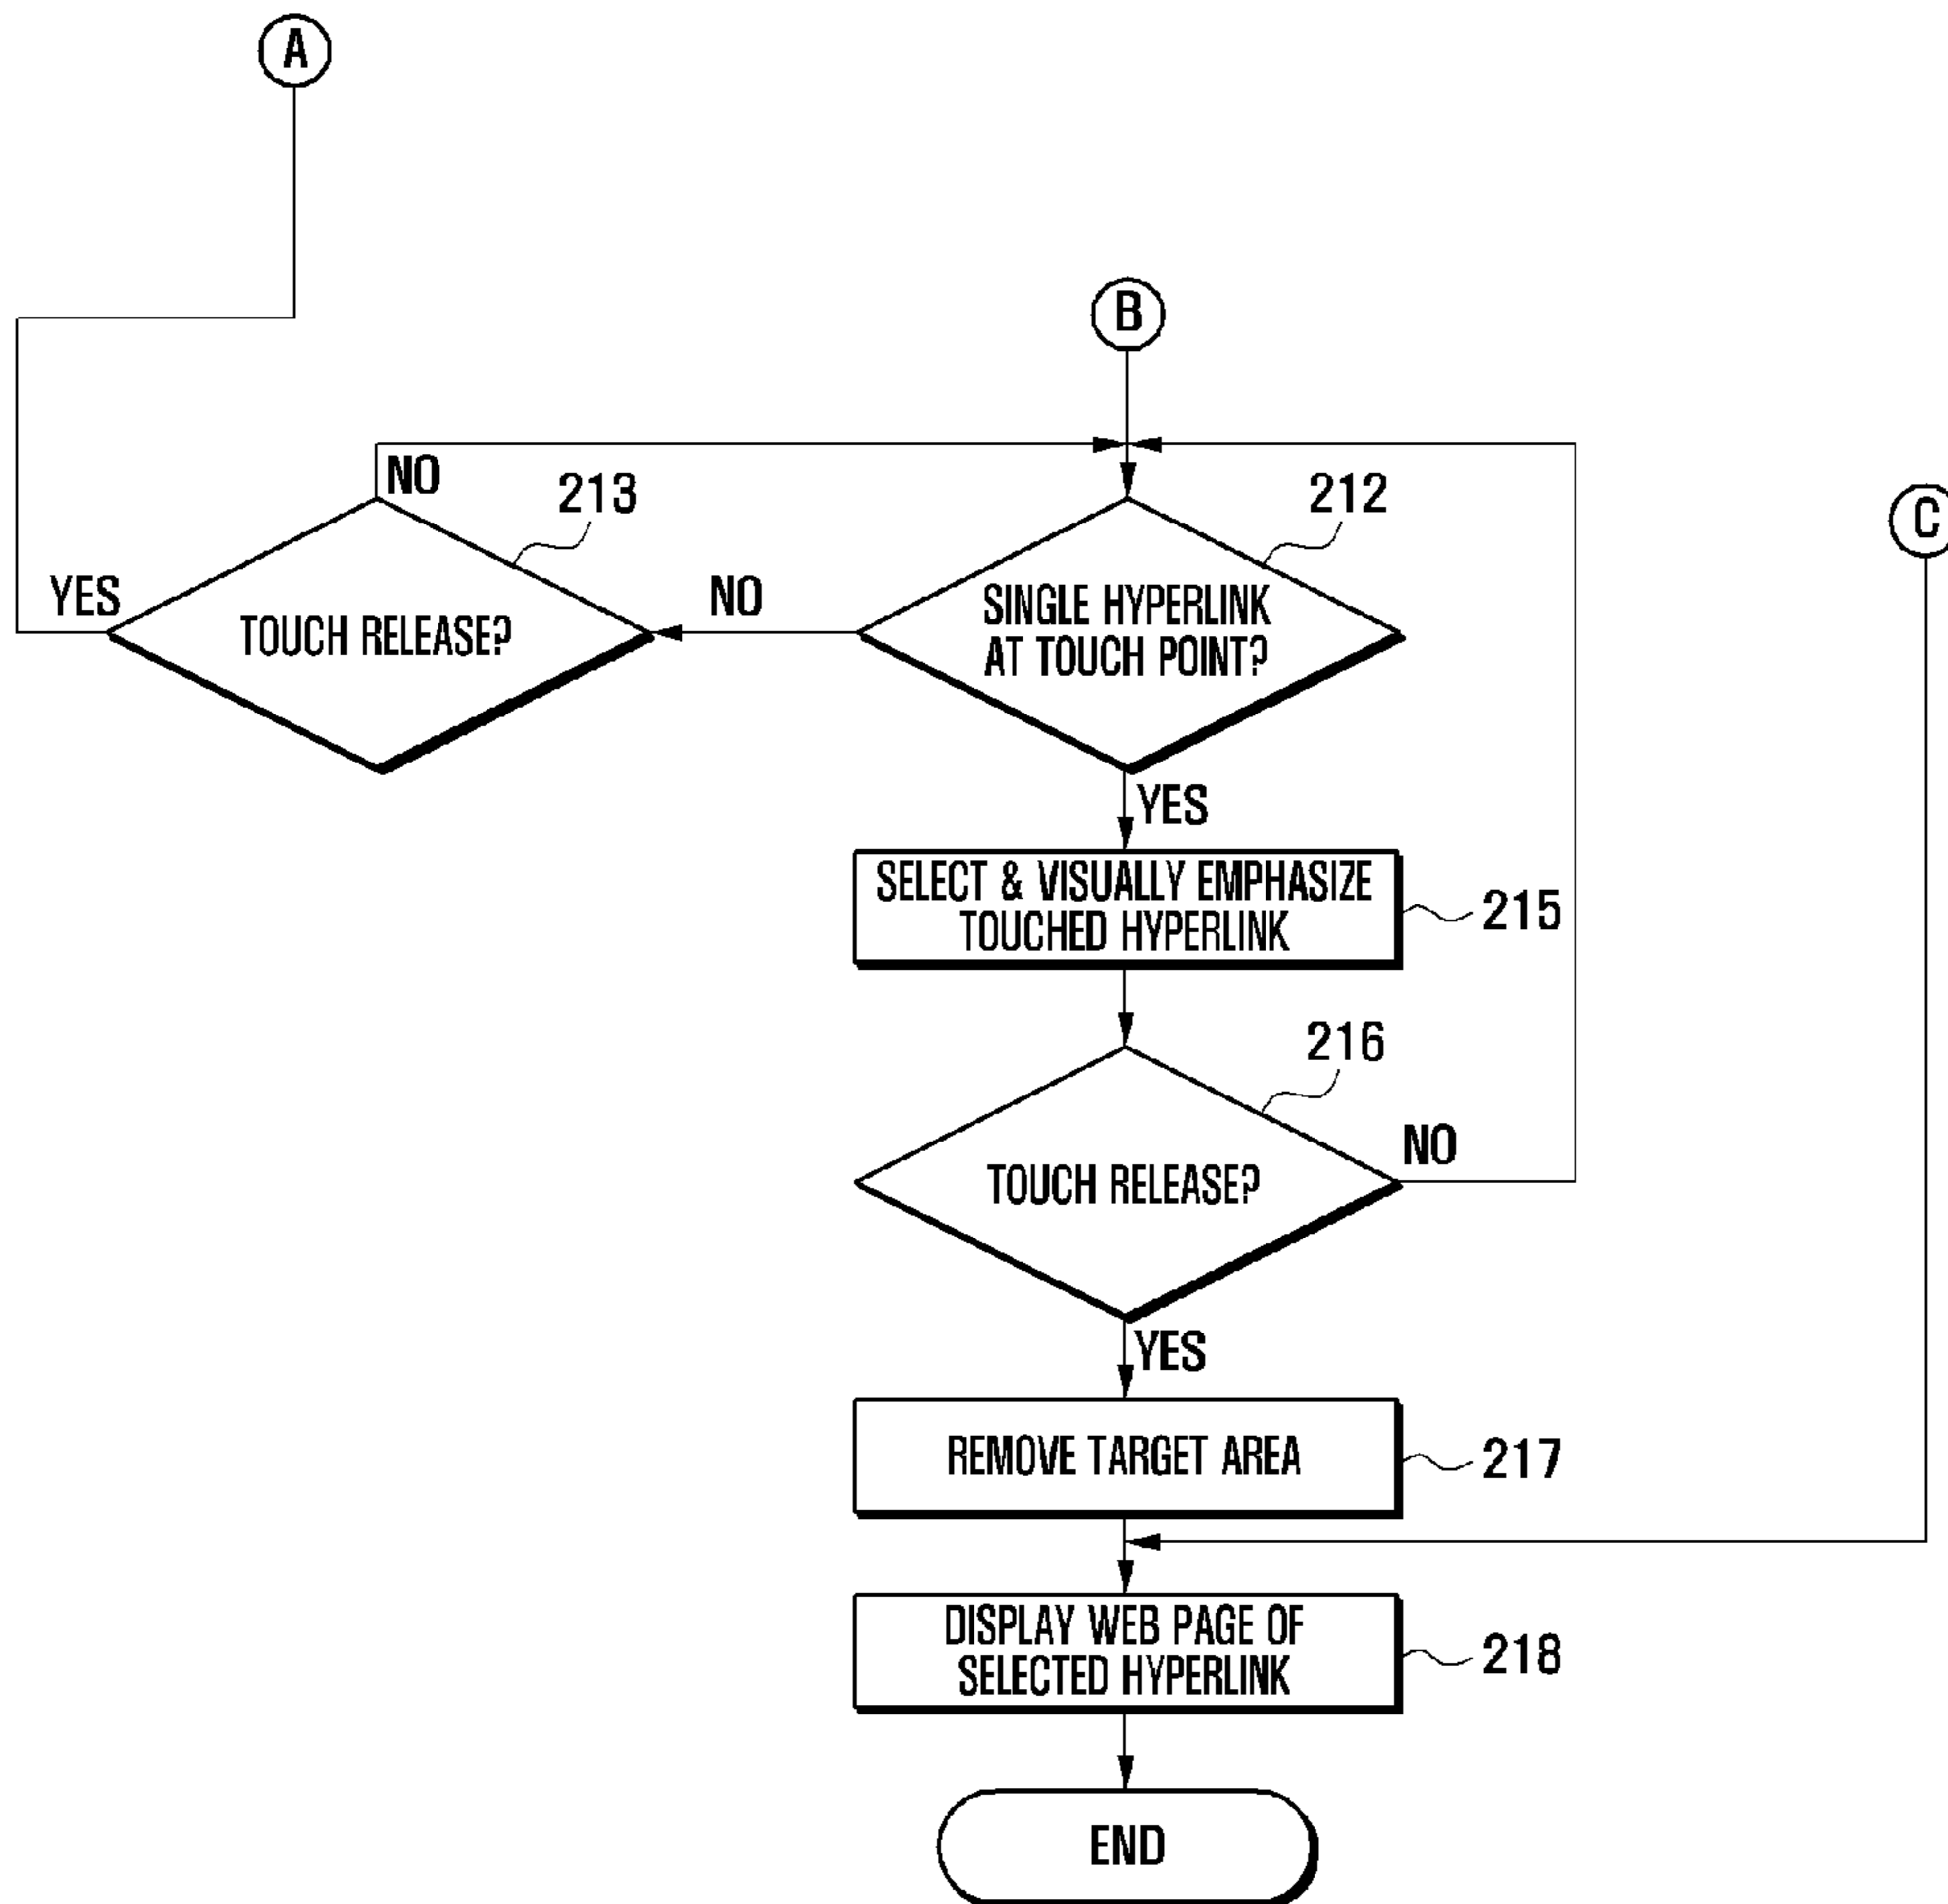 A
B
NO
213
212
C
YES
TOUCH RELEASE?
NO
SINGLE HYPERLINK
AT TOUCH POINT?
YES
SELECT & VISUALLY EMPHASIZE
TOUCHED HYPERLINK
215
216
TOUCH RELEASE?
NO
YES
REMOVE TARGET AREA
217
DISPLAY WEB PAGE OF
SELECTED HYPERLINK
218
END